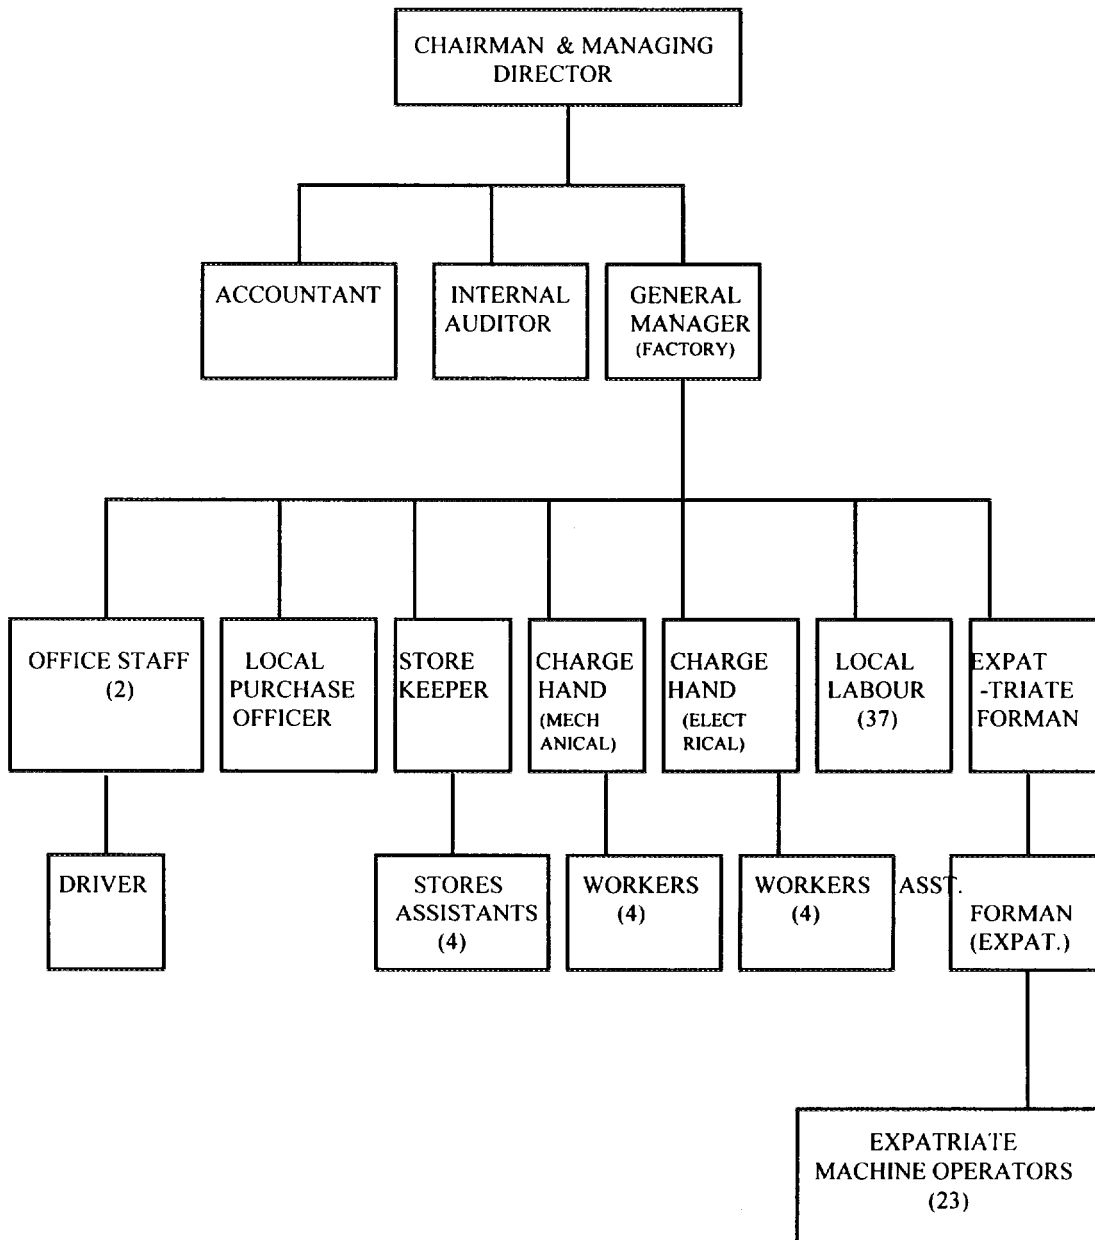 CHAIRMAN & MANAGING
DIRECTOR
ACCOUNTANT
INTERNAL
AUDITOR
GENERAL
MANAGER
(FACTORY)
OFFICE STAFF
(2)
LOCAL
PURCHASE
OFFICER
STORE
KEEPER
CHARGE
HAND
(MECH
ANICAL)
CHARGE
HAND
(ELECT
RICAL)
LOCAL
LABOUR
(37)
EXPAT
-TRIATE
FORMAN
DRIVER
STORES
ASSISTANTS
(4)
WORKERS
(4)
WORKERS
(4)
ASST.
FORMAN
(EXPAT.)
EXPATRIATE
MACHINE OPERATORS
(23)